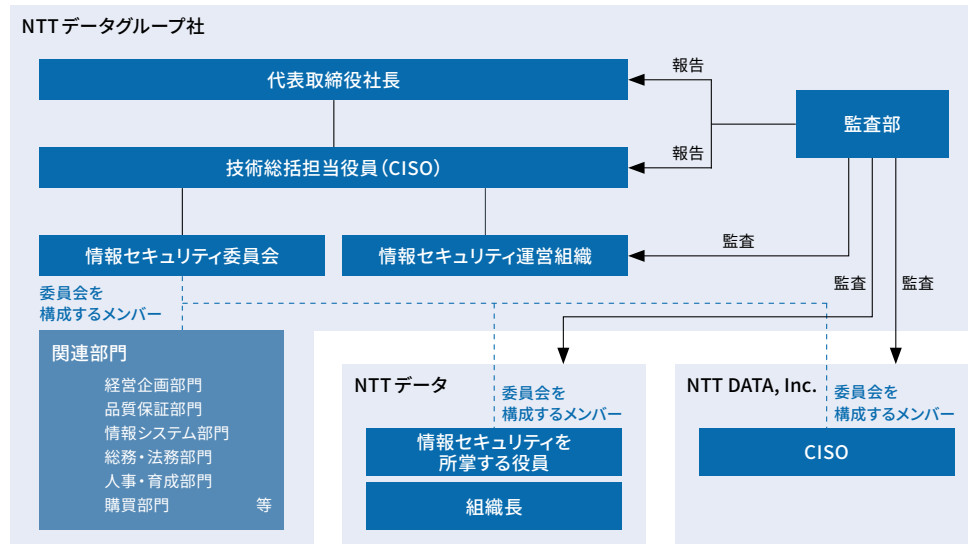 NTTデータグループ社
代表取締役社長
報告
監査部
技術総括担当役員（CISO）
報告
情報セキュリティ委員会
情報セキュリティ運営組織
監査
監査
監査
委員会を
構成するメンバー
関連部門
経営企画部門
品質保証部門
情報システム部門
総務・法務部門
人事・育成部門
購買部門 等
NTTデータ
委員会を
構成するメンバー
情報セキュリティを
所掌する役員
組織長
NTT DATA, Inc.
委員会を
構成するメンバー
CISO